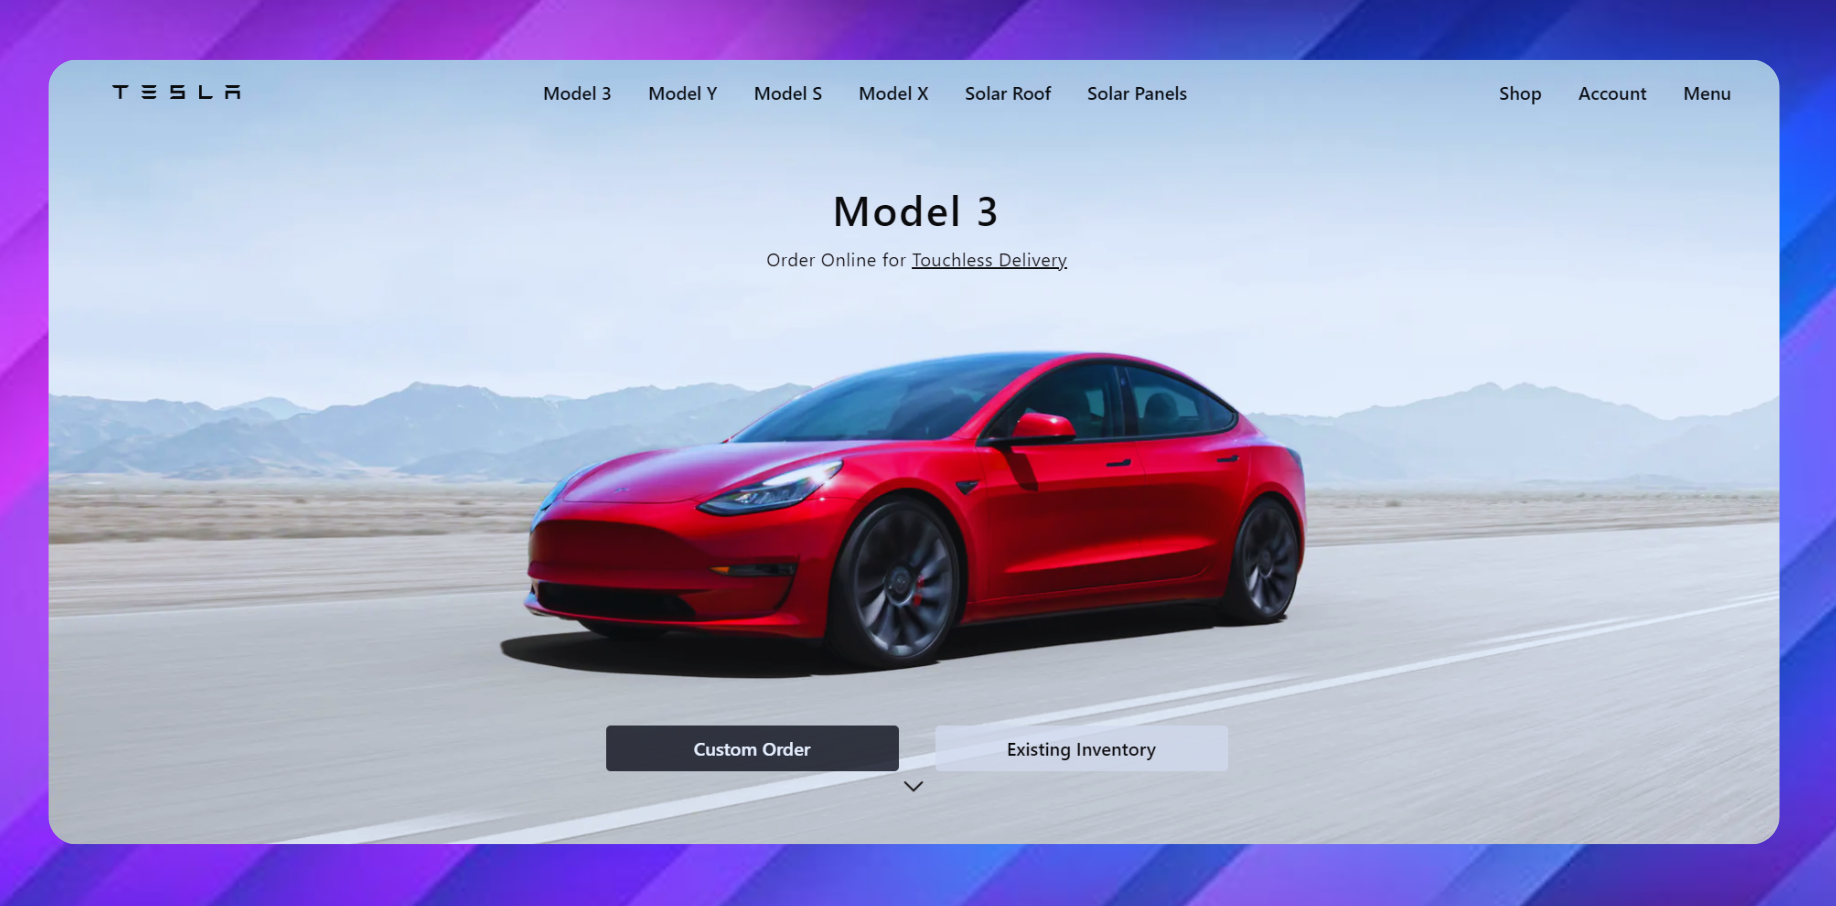 TESLA Model 3 Model Y Model S Model X Solar Roof Solar Panels Shop Account Menu
Model 3
Order Online for Touchless Delivery
Custom Order Existing Inventory